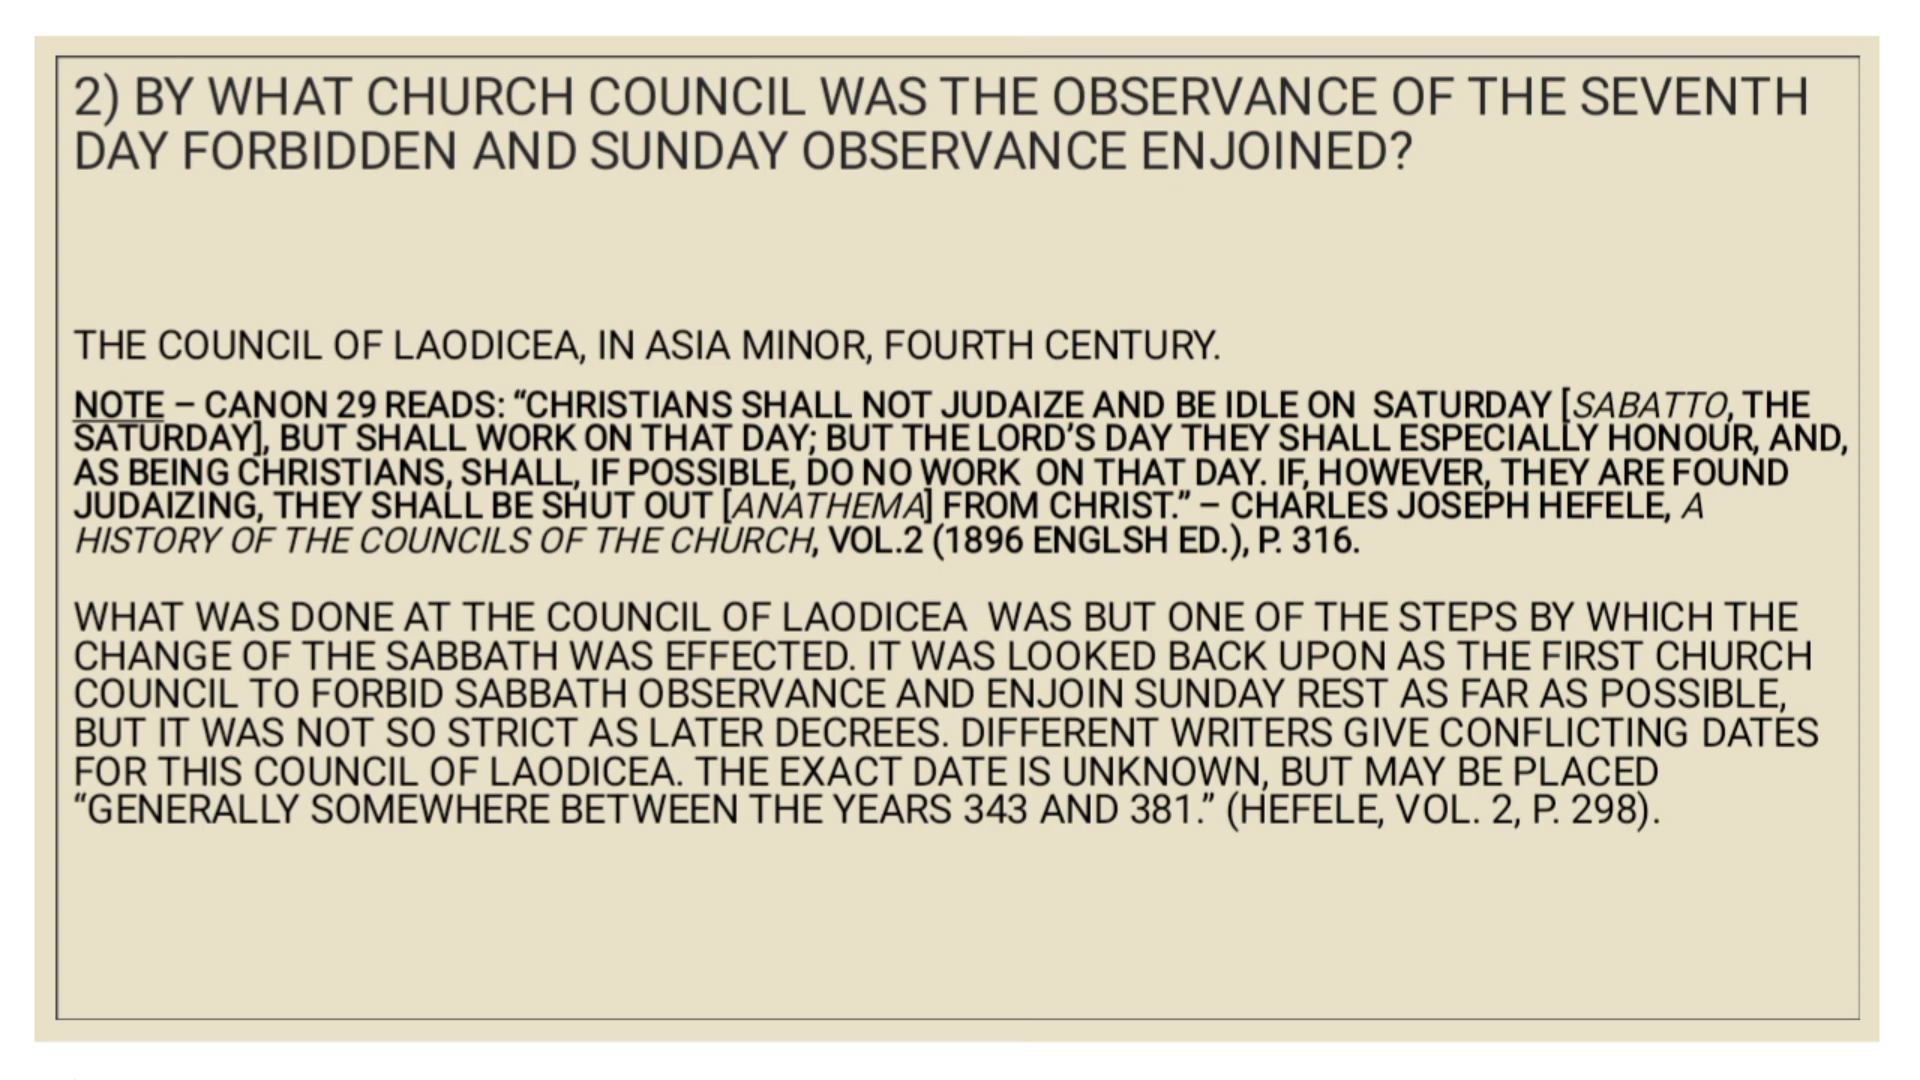 2) BY WHAT CHURCH COUNCIL WAS THE OBSERVANCE OF THE SEVENTH
DAY FORBIDDEN AND SUNDAY OBSERVANCE ENJOINED?
THE COUNCIL OF LAODICEA, IN ASIA MINOR, FOURTH CENTURY.
NOTE – CANON 29 READS: “CHRISTIANS SHALL NOT JUDAIZE AND BE IDLE ON SATURDAY [SABATTO, THE
SATURDAY], BUT SHALL WORK ON THAT DAY; BUT THE LORD’S DAY THEY SHALL ESPECIALLY HONOUR, AND,
AS BEING CHRISTIANS, SHALL, IF POSSIBLE, DO NO WORK ON THAT DAY. IF, HOWEVER, THEY ARE FOUND
JUDAIZING, THEY SHALL BE SHUT OUT [ANATHEMA] FROM CHRIST.” – CHARLES JOSEPH HEFELE, A
HISTORY OF THE COUNCILS OF THE CHURCH, VOL.2 (1896 ENGLSH ED.), P. 316.
WHAT WAS DONE AT THE COUNCIL OF LAODICEA WAS BUT ONE OF THE STEPS BY WHICH THE
CHANGE OF THE SABBATH WAS EFFECTED. IT WAS LOOKED BACK UPON AS THE FIRST CHURCH
COUNCIL TO FORBID SABBATH OBSERVANCE AND ENJOIN SUNDAY REST AS FAR AS POSSIBLE,
BUT IT WAS NOT SO STRICT AS LATER DECREES. DIFFERENT WRITERS GIVE CONFLICTING DATES
FOR THIS COUNCIL OF LAODICEA. THE EXACT DATE IS UNKNOWN, BUT MAY BE PLACED
“GENERALLY SOMEWHERE BETWEEN THE YEARS 343 AND 381.” (HEFELE, VOL. 2, P. 298).